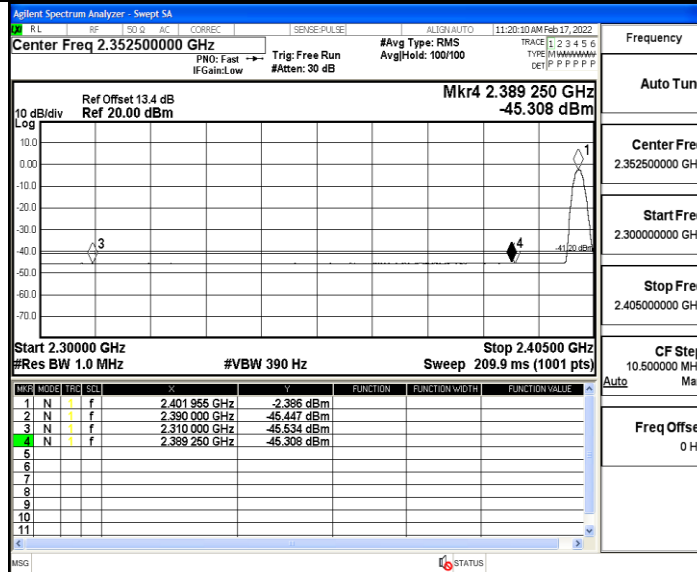 Agilent Spectrum Analyzer - Swept SA
RL RF 50 Ω AC CORREC SENSE:PULSE ALIGNAUTO 11:20:10 AM Feb 17, 2022
Center Freq 2.352500000 GHz
PNO: Fast
IFGain:Low
Trig: Free Run
#Atten: 30 dB
#Avg Type: RMS
Avg|Hold: 100/100
TRACE 1 2 3 4 5 6
TYPE MWWWWW
DET P P P P P P
Ref Offset 13.4 dB
10 dB/div Ref 20.00 dBm
Log
Mkr4 2.389 250 GHz
-45.308 dBm
10.0
0.00
-10.0
-20.0
-30.0
-40.0
-50.0
-60.0
-70.0
1
3
4
-41.20 dBm
Start 2.30000 GHz Stop 2.40500 GHz
#Res BW 1.0 MHz #VBW 390 Hz Sweep 209.9 ms (1001 pts)
MKR MODE TRC SCL X Y FUNCTION FUNCTION WIDTH FUNCTION VALUE
1 N 1 f 2.401 955 GHz -2.386 dBm
2 N 1 f 2.390 000 GHz -45.447 dBm
3 N 1 f 2.310 000 GHz -45.534 dBm
4 N 1 f 2.389 250 GHz -45.308 dBm
5
6
7
8
9
10
11
MSG STATUS
Frequency
Auto Tun
Center Fre
2.352500000 GH
Start Fre
2.300000000 GH
Stop Fre
2.405000000 GH
CF Step
10.500000 MH
Auto Ma
Freq Offse
0 H